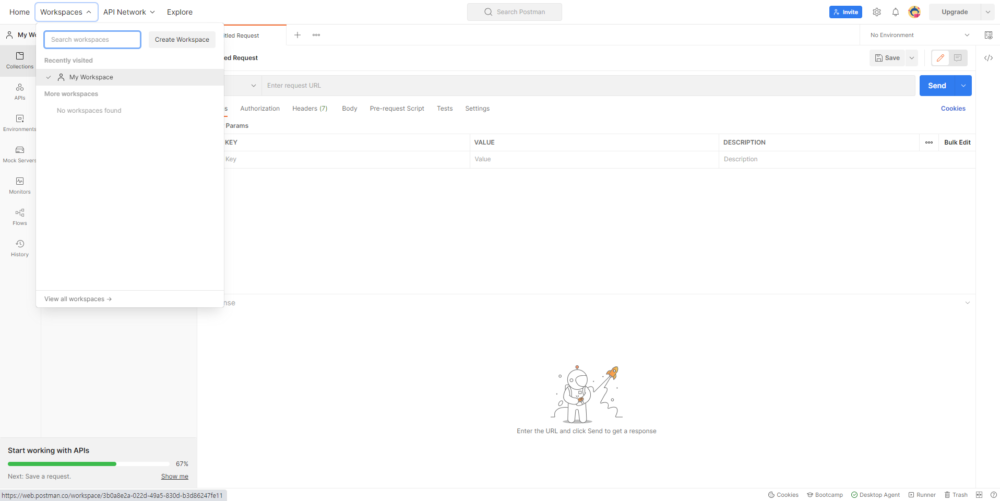 Home Workspaces API Network Explore Search Postman Invite Upgrade
My Wo
Search workspaces Create Workspace
Recently visited
My Workspace
More workspaces
No workspaces found
View all workspaces →
Collections
APIs
Environments
Mock Servers
Monitors
Flows
History
itled Request No Environment
ed Request Save
Enter request URL Send
s Authorization Headers (7) Body Pre-request Script Tests Settings Cookies
Params
KEY VALUE DESCRIPTION Bulk Edit
Key Value Description
nse
Enter the URL and click Send to get a response
Start working with APIs
67%
Next: Save a request. Show me
https://web.postman.co/workspace/3b0a8e2a-022d-49a5-830d-b3d86247fe11
Cookies Bootcamp Desktop Agent Runner Trash